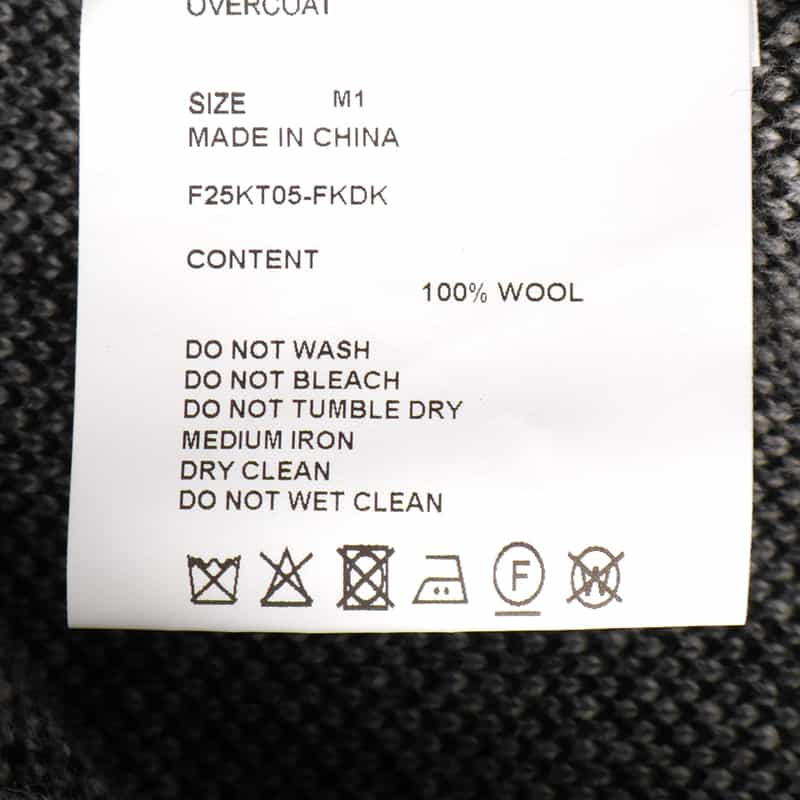 OVERCOAT
SIZE M1
MADE IN CHINA
F25KT05-FKDK
CONTENT
100% WOOL
DO NOT WASH
DO NOT BLEACH
DO NOT TUMBLE DRY
MEDIUM IRON
DRY CLEAN
DO NOT WET CLEAN
F W